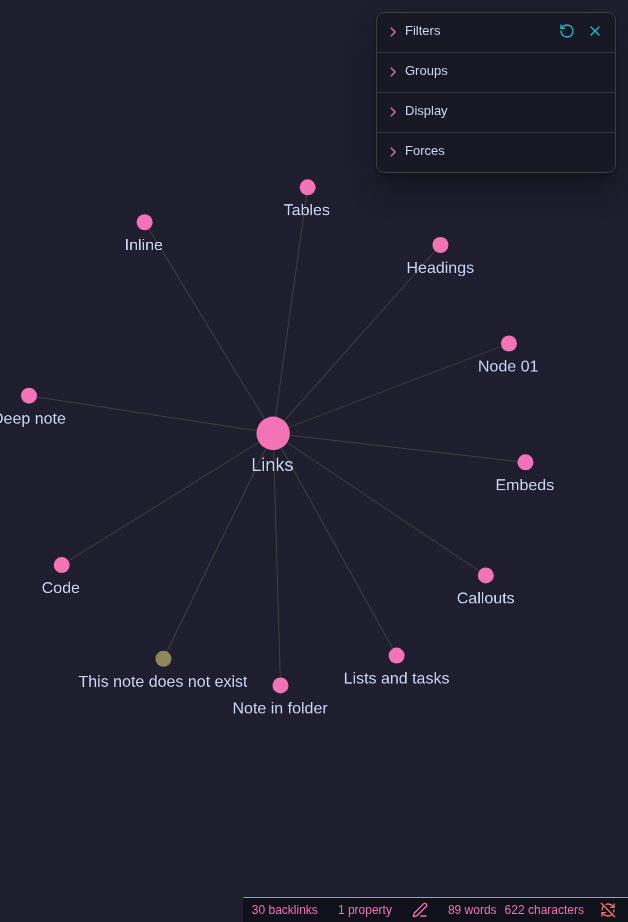 Filters
Groups
Display
Forces
Tables
Inline
Headings
Node 01
Deep note
Links
Embeds
Code
Callouts
This note does not exist
Lists and tasks
Note in folder
30 backlinks 1 property 89 words 622 characters